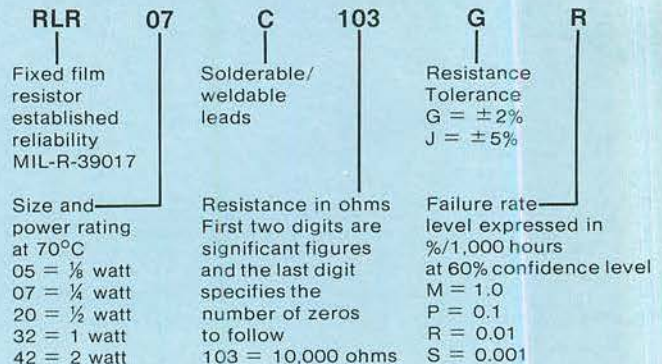 RLR 07 C 103 G R
Fixed film
resistor
established
reliability
MIL-R-39017
Solderable/
weldable
leads
Resistance
Tolerance
G = ±2%
J = ±5%
Size and
power rating
at 70°C
05 = ⅛ watt
07 = ¼ watt
20 = ½ watt
32 = 1 watt
42 = 2 watt
Resistance in ohms
First two digits are
significant figures
and the last digit
specifies the
number of zeros
to follow
103 = 10,000 ohms
Failure rate
level expressed in
%/1,000 hours
at 60% confidence level
M = 1.0
P = 0.1
R = 0.01
S = 0.001